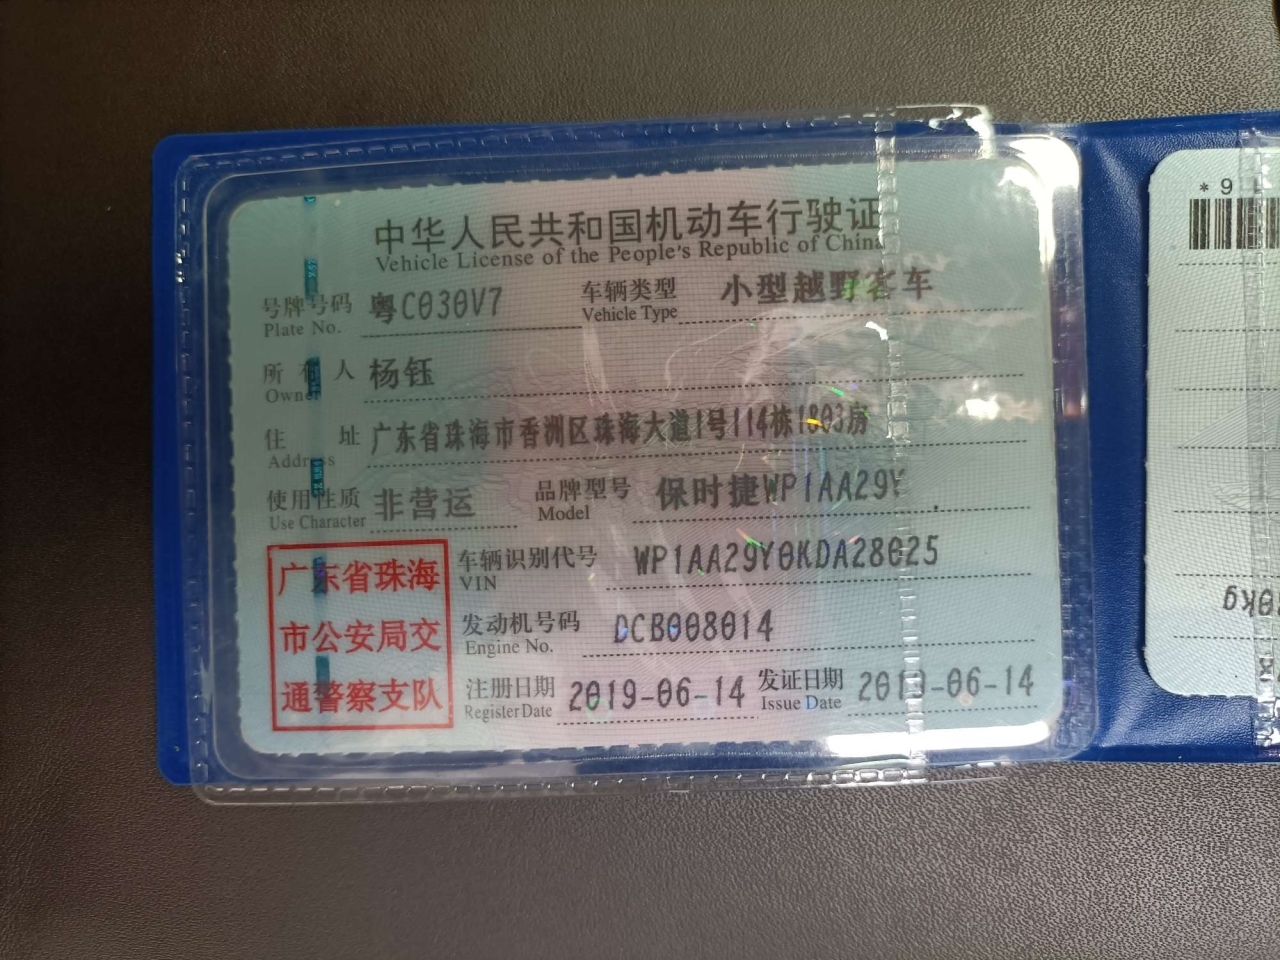 中华人民共和国机动车行驶证
Vehicle License of the People's Republic of China
号牌号码 粤C030V7 车辆类型 小型越野客车
Plate No. Vehicle Type
所有人 杨钰
Owner
住址 广东省珠海市香洲区珠海大道1号114栋1803房
Address
使用性质 非营运 品牌型号 保时捷WP1AA29Y
Use Character Model
广东省珠海
市公安局交
通警察支队
车辆识别代号 WP1AA29Y0KDA28025
VIN
发动机号码 DCB008014
Engine No.
注册日期 2019-06-14 发证日期 2019-06-14
Register Date Issue Date